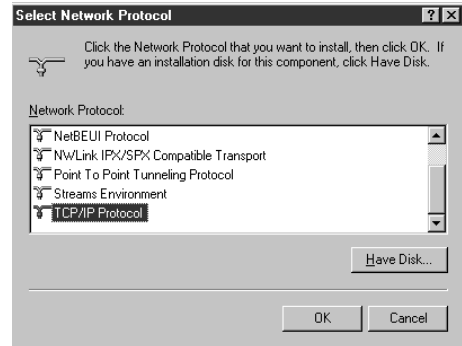 Select Network Protocol
Click the Network Protocol that you want to install, then click OK. If
you have an installation disk for this component, click Have Disk.
Network Protocol:
NetBEUI Protocol
NWLink IPX/SPX Compatible Transport
Point To Point Tunneling Protocol
Streams Environment
TCP/IP Protocol
Have Disk...
OK Cancel